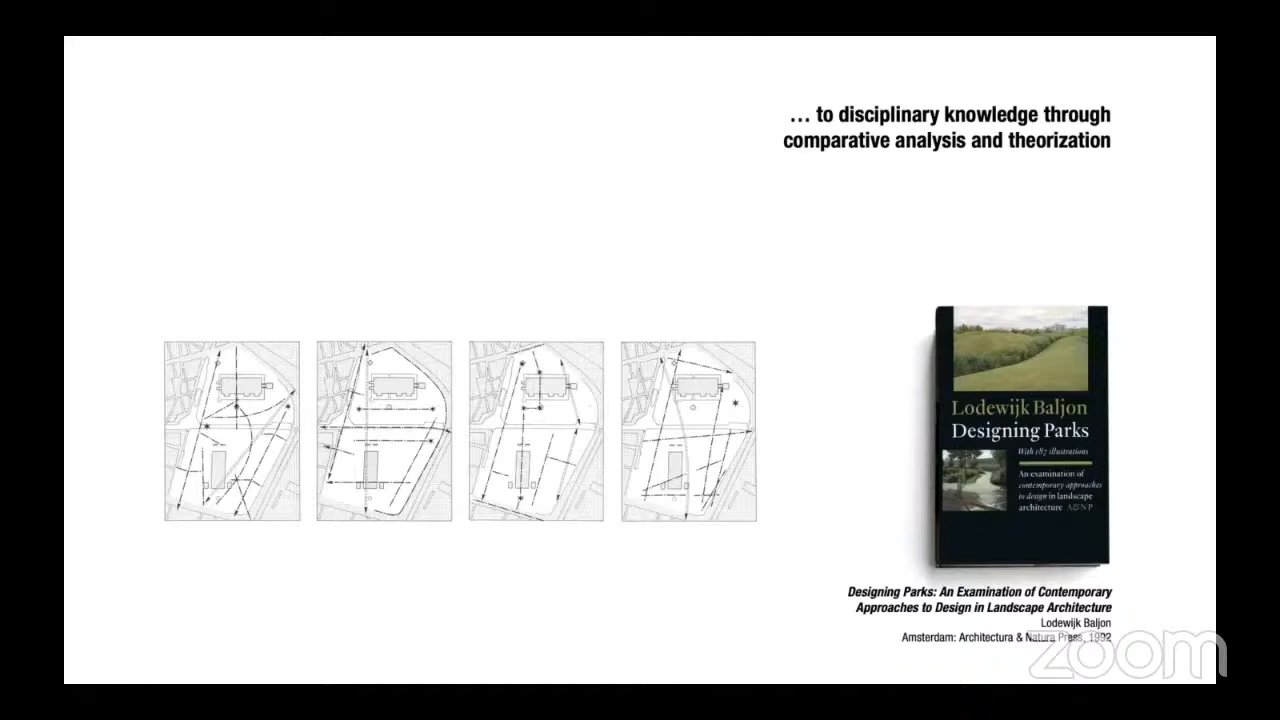 … to disciplinary knowledge through
comparative analysis and theorization
Lodewijk Baljon
Designing Parks
With 187 illustrations
An examination of
contemporary approaches
to design in landscape
architecture A&NP
Designing Parks: An Examination of Contemporary
Approaches to Design in Landscape Architecture
Lodewijk Baljon
Amsterdam: Architectura & Natura Press, 1992
zoom